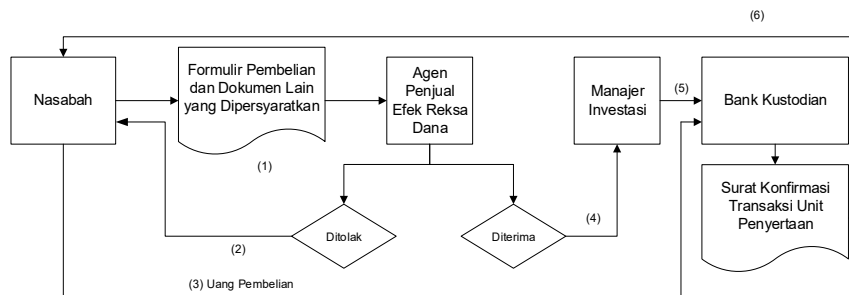 (6)
Nasabah
Formulir Pembelian
dan Dokumen Lain
yang Dipersyaratkan
Agen
Penjual
Efek Reksa
Dana
Manajer
Investasi
(5)
Bank Kustodian
(1)
Surat Konfirmasi
Transaksi Unit
Penyertaan
(2)
Ditolak
Diterima
(4)
(3) Uang Pembelian